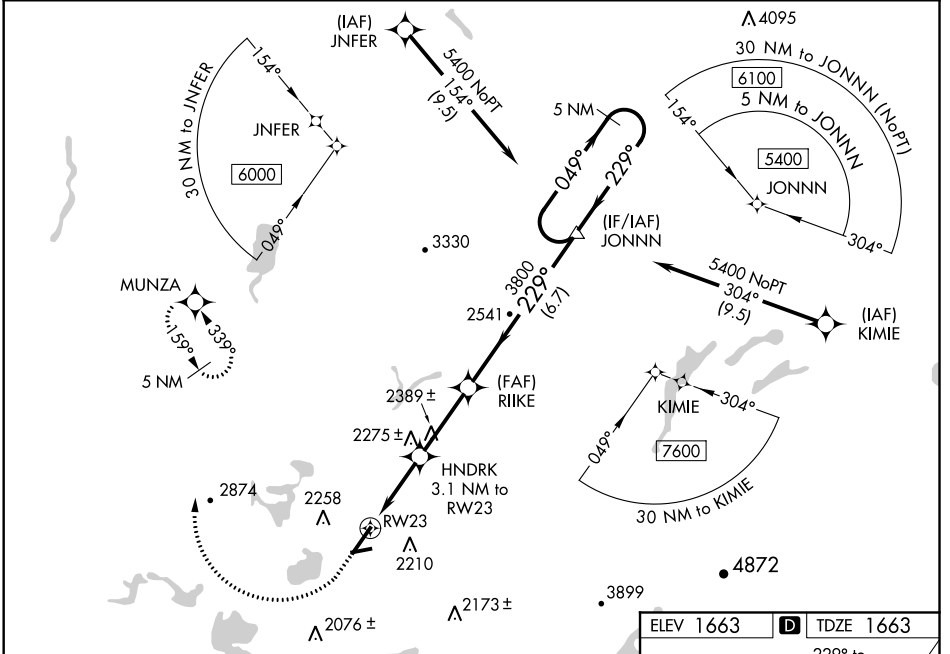 (IAF)
JNFER
5400 NoPT
154°
(9.5)
4095
30 NM to JONNN (NoPT)
6100
5 NM to JONNN
5400
154°
JONNN
304°
30 NM to JNFER
154°
JNFER
6000
049°
5 NM
049°
229°
(IF/IAF)
JONNN
3330
3800
229°
(6.7)
2541
5400 NoPT
304°
(9.5)
(IAF)
KIMIE
MUNZA
159°
339°
5 NM
(FAF)
RIIKE
2389 ±
2275 ±
HNDRK
3.1 NM to
RW23
KIMIE
304°
049°
7600
30 NM to KIMIE
2874
2258
RW23
2210
4872
3899
2173 ±
2076 ±
ELEV 1663
D
TDZE 1663
229° to